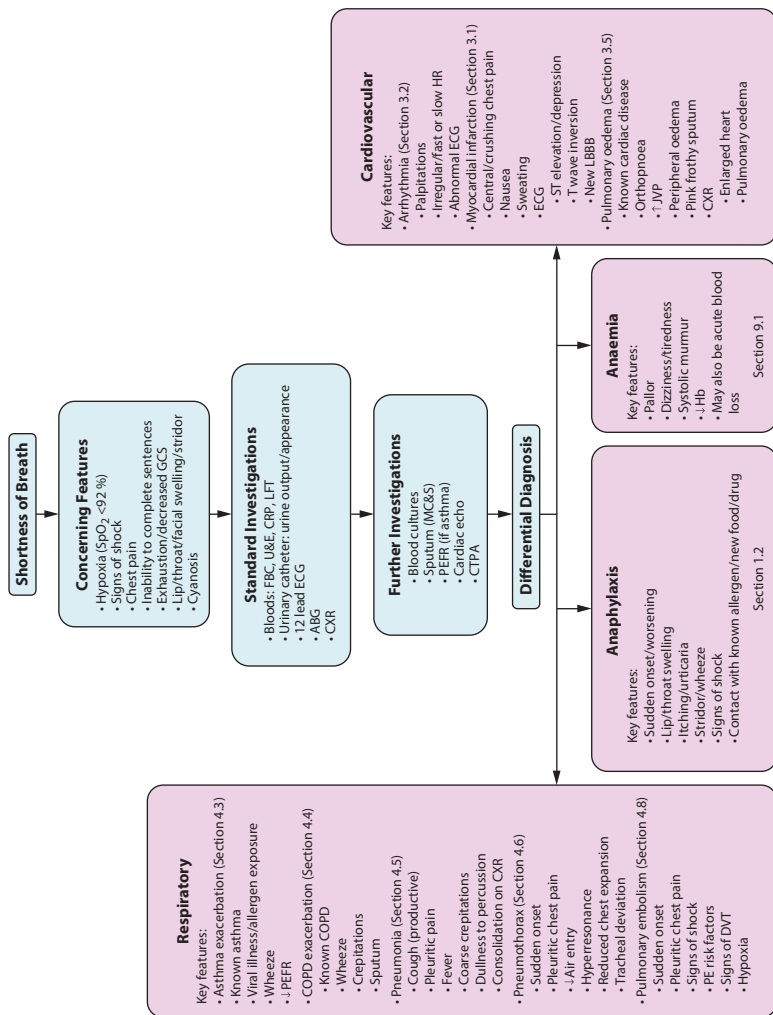 Shortness of Breath
Concerning Features
• Hypoxia (SpO₂ <92 %)
• Signs of shock
• Chest pain
• Inability to complete sentences
• Exhaustion/decreased GCS
• Lip/throat/facial swelling/stridor
• Cyanosis
Standard Investigations
• Bloods: FBC, U&E, CRP, LFT
• Urinary catheter: urine output/appearance
• 12 lead ECG
• ABG
• CXR
Further Investigations
• Blood cultures
• Sputum (MC&S)
• PEFR (if asthma)
• Cardiac echo
• CTPA
Differential Diagnosis
Respiratory
Key features:
• Asthma exacerbation (Section 4.3)
• Known asthma
• Viral illness/allergen exposure
• Wheeze
• ↓PEFR
• COPD exacerbation (Section 4.4)
• Known COPD
• Wheeze
• Crepitations
• Sputum
• Pneumonia (Section 4.5)
• Cough (productive)
• Pleuritic pain
• Fever
• Coarse crepitations
• Dullness to percussion
• Consolidation on CXR
• Pneumothorax (Section 4.6)
• Sudden onset
• Pleuritic chest pain
• ↓Air entry
• Hyperresonance
• Reduced chest expansion
• Tracheal deviation
• Pulmonary embolism (Section 4.8)
• Sudden onset
• Pleuritic chest pain
• Signs of shock
• PE risk factors
• Signs of DVT
• Hypoxia
Anaphylaxis
Key features:
• Sudden onset/worsening
• Lip/throat swelling
• Itching/urticaria
• Stridor/wheeze
• Signs of shock
• Contact with known allergen/new food/drug
Section 1.2
Anaemia
Key features:
• Pallor
• Dizziness/tiredness
• Systolic murmur
• ↓Hb
• May also be acute blood
loss
Section 9.1
Cardiovascular
Key features:
• Arrhythmia (Section 3.2)
• Palpitations
• Irregular/fast or slow HR
• Abnormal ECG
• Myocardial infarction (Section 3.1)
• Central/crushing chest pain
• Nausea
• Sweating
• ECG
• ST elevation/depression
• T wave inversion
• New LBBB
• Pulmonary oedema (Section 3.5)
• Known cardiac disease
• Orthopnoea
• ↑JVP
• Peripheral oedema
• Pink frothy sputum
• CXR
• Enlarged heart
• Pulmonary oedema